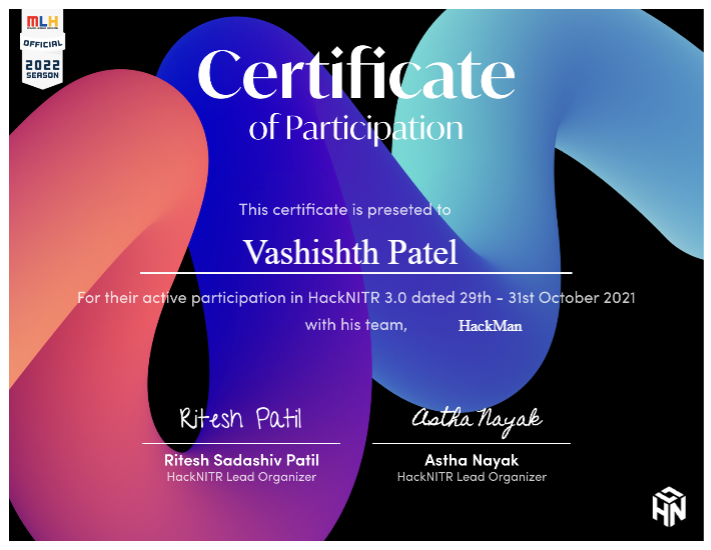 MLH
OFFICIAL
2022
SEASON
Certificate
of Participation
This certificate is preseted to
Vashishth Patel
For their active participation in HackNITR 3.0 dated 29th - 31st October 2021
with his team, HackMan
Ritesh Patil
Astha Nayak
Ritesh Sadashiv Patil
Astha Nayak
HackNITR Lead Organizer
HackNITR Lead Organizer
HN